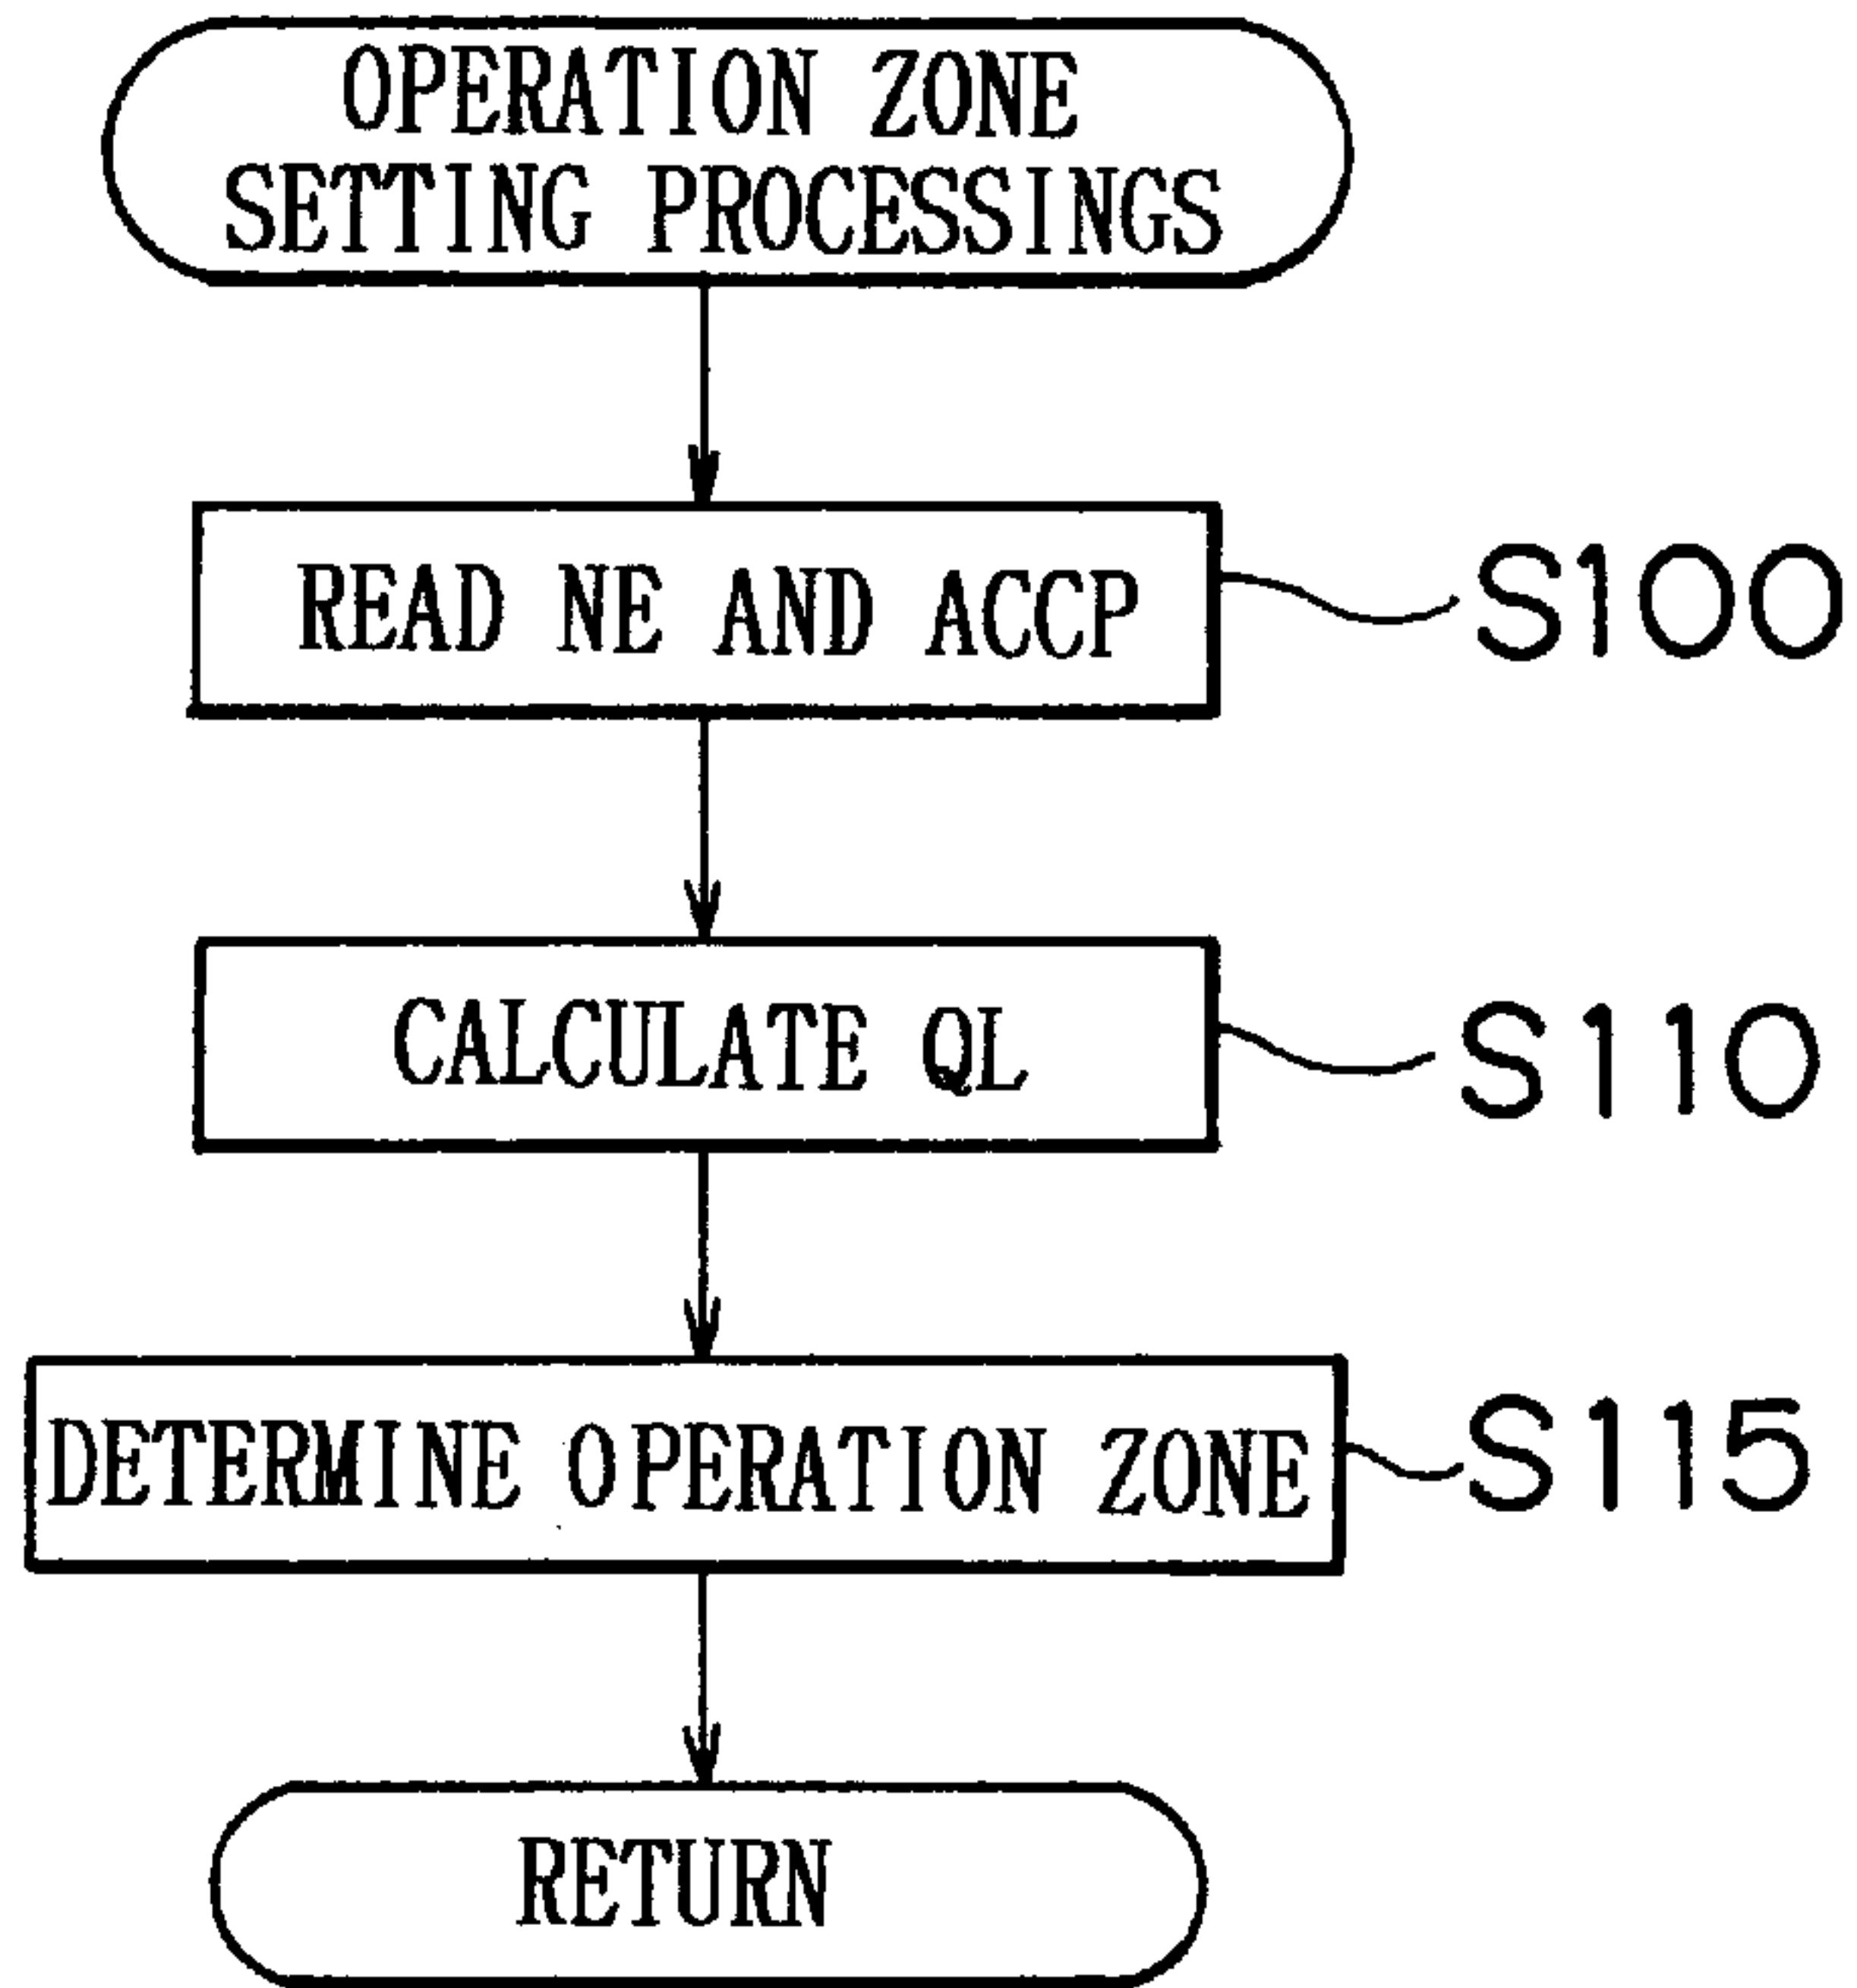 OPERATION ZONE
SETTING PROCESSINGS
READ NE AND ACCP
S100
CALCULATE QL
S110
DETERMINE OPERATION ZONE
S115
RETURN